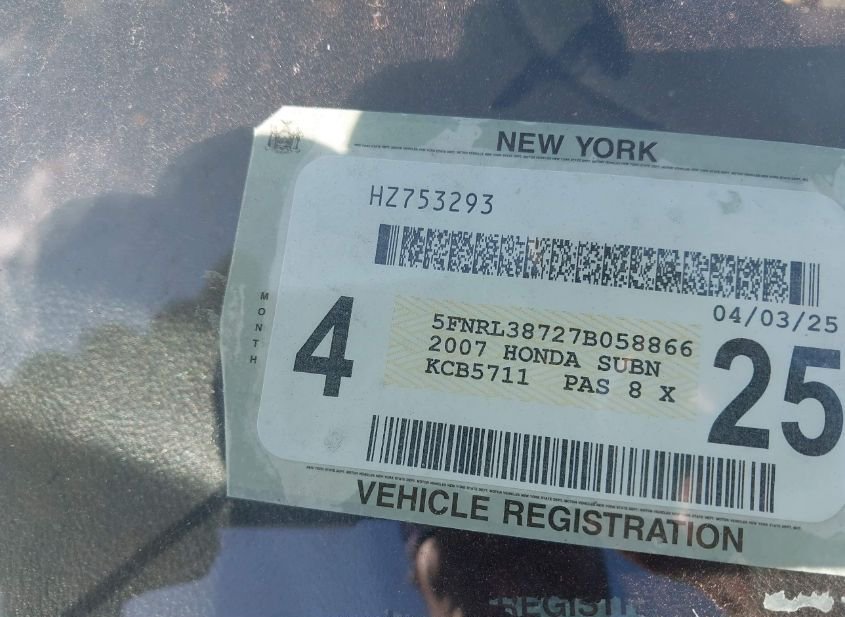 NEW YORK
HZ753293
04/03/25
MONTH
4
5FNRL38727B058866
2007 HONDA SUBN
KCB5711 PAS 8 X
25
VEHICLE REGISTRATION